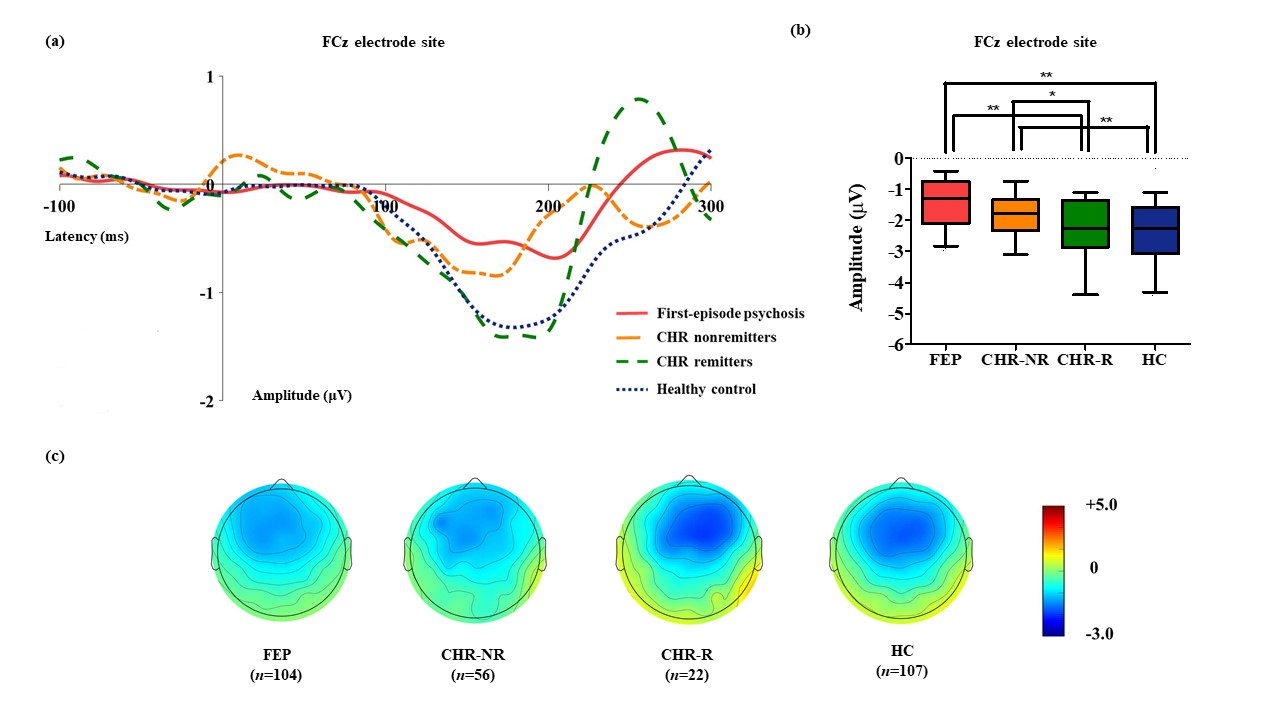 (a)
FCz electrode site
1
0
-100
100
200
300
Latency (ms)
-1
-2
Amplitude (μV)
First-episode psychosis
CHR nonremitters
CHR remitters
Healthy control
(b)
FCz electrode site
**
*
**
**
0
-1
-2
-3
-4
-5
-6
Amplitude (μV)
FEP CHR-NR CHR-R HC
(c)
+5.0
0
-3.0
FEP
(n=104)
CHR-NR
(n=56)
CHR-R
(n=22)
HC
(n=107)